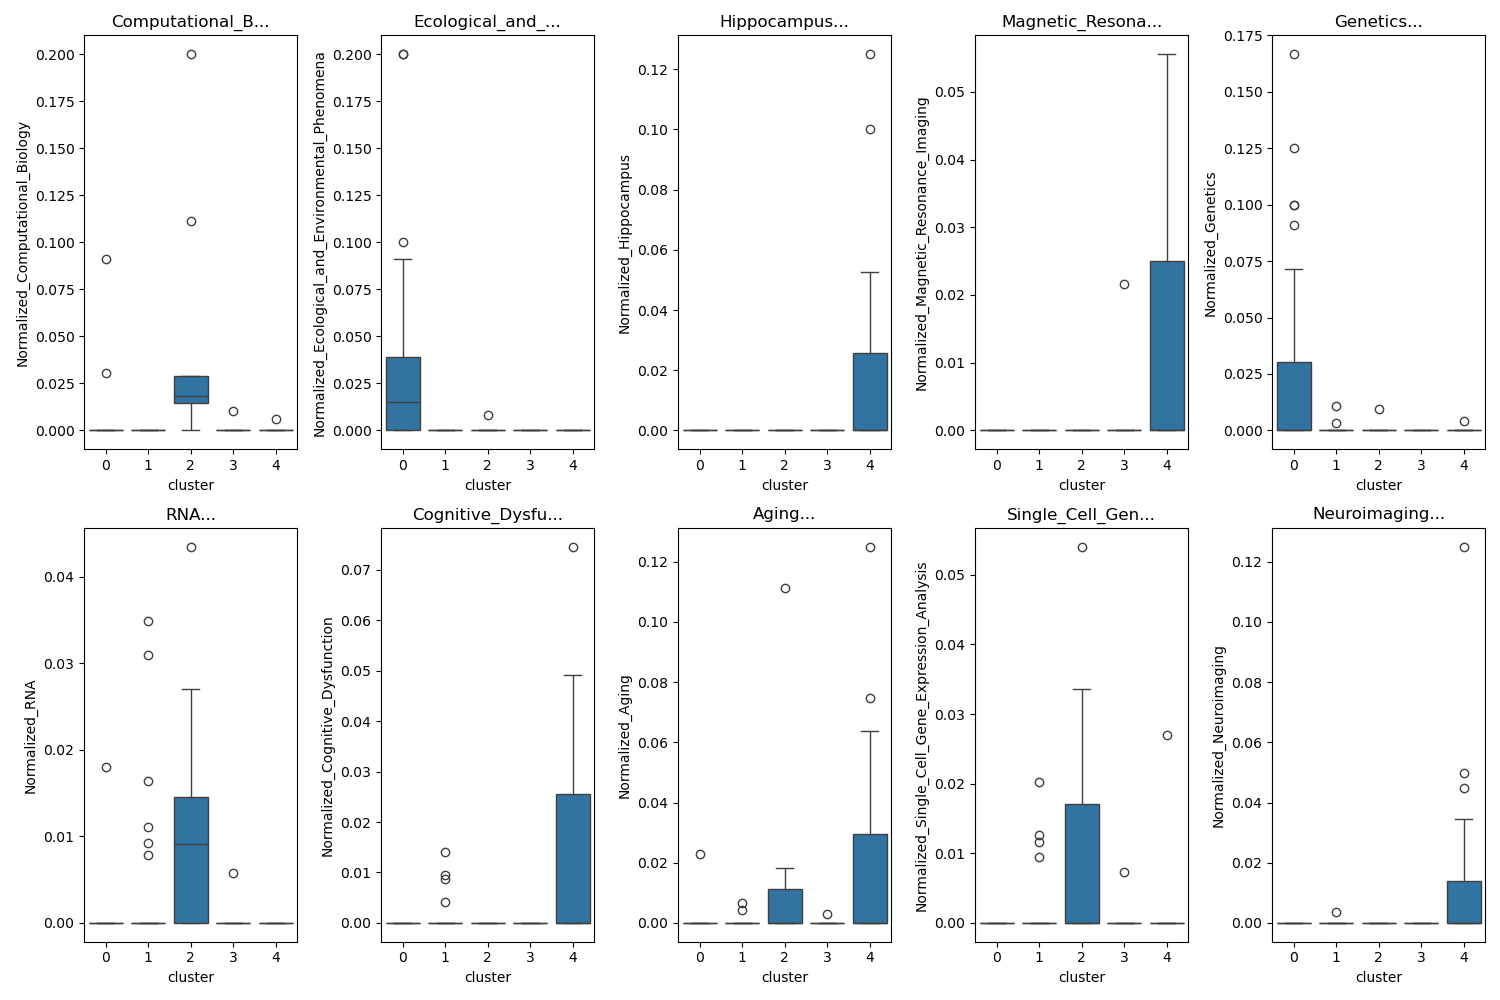 Computational_B...
Normalized_Computational_Biology
0.200
0.175
0.150
0.125
0.100
0.075
0.050
0.025
0.000
0 1 2 3 4
cluster
Ecological_and_...
Normalized_Ecological_and_Environmental_Phenomena
0.200
0.175
0.150
0.125
0.100
0.075
0.050
0.025
0.000
0 1 2 3 4
cluster
Hippocampus...
Normalized_Hippocampus
0.12
0.10
0.08
0.06
0.04
0.02
0.00
0 1 2 3 4
cluster
Magnetic_Resona...
Normalized_Magnetic_Resonance_Imaging
0.05
0.04
0.03
0.02
0.01
0.00
0 1 2 3 4
cluster
Genetics...
Normalized_Genetics
0.175
0.150
0.125
0.100
0.075
0.050
0.025
0.000
0 1 2 3 4
cluster
RNA...
Normalized_RNA
0.04
0.03
0.02
0.01
0.00
0 1 2 3 4
cluster
Cognitive_Dysfu...
Normalized_Cognitive_Dysfunction
0.07
0.06
0.05
0.04
0.03
0.02
0.01
0.00
0 1 2 3 4
cluster
Aging...
Normalized_Aging
0.12
0.10
0.08
0.06
0.04
0.02
0.00
0 1 2 3 4
cluster
Single_Cell_Gen...
Normalized_Single_Cell_Gene_Expression_Analysis
0.05
0.04
0.03
0.02
0.01
0.00
0 1 2 3 4
cluster
Neuroimaging...
Normalized_Neuroimaging
0.12
0.10
0.08
0.06
0.04
0.02
0.00
0 1 2 3 4
cluster